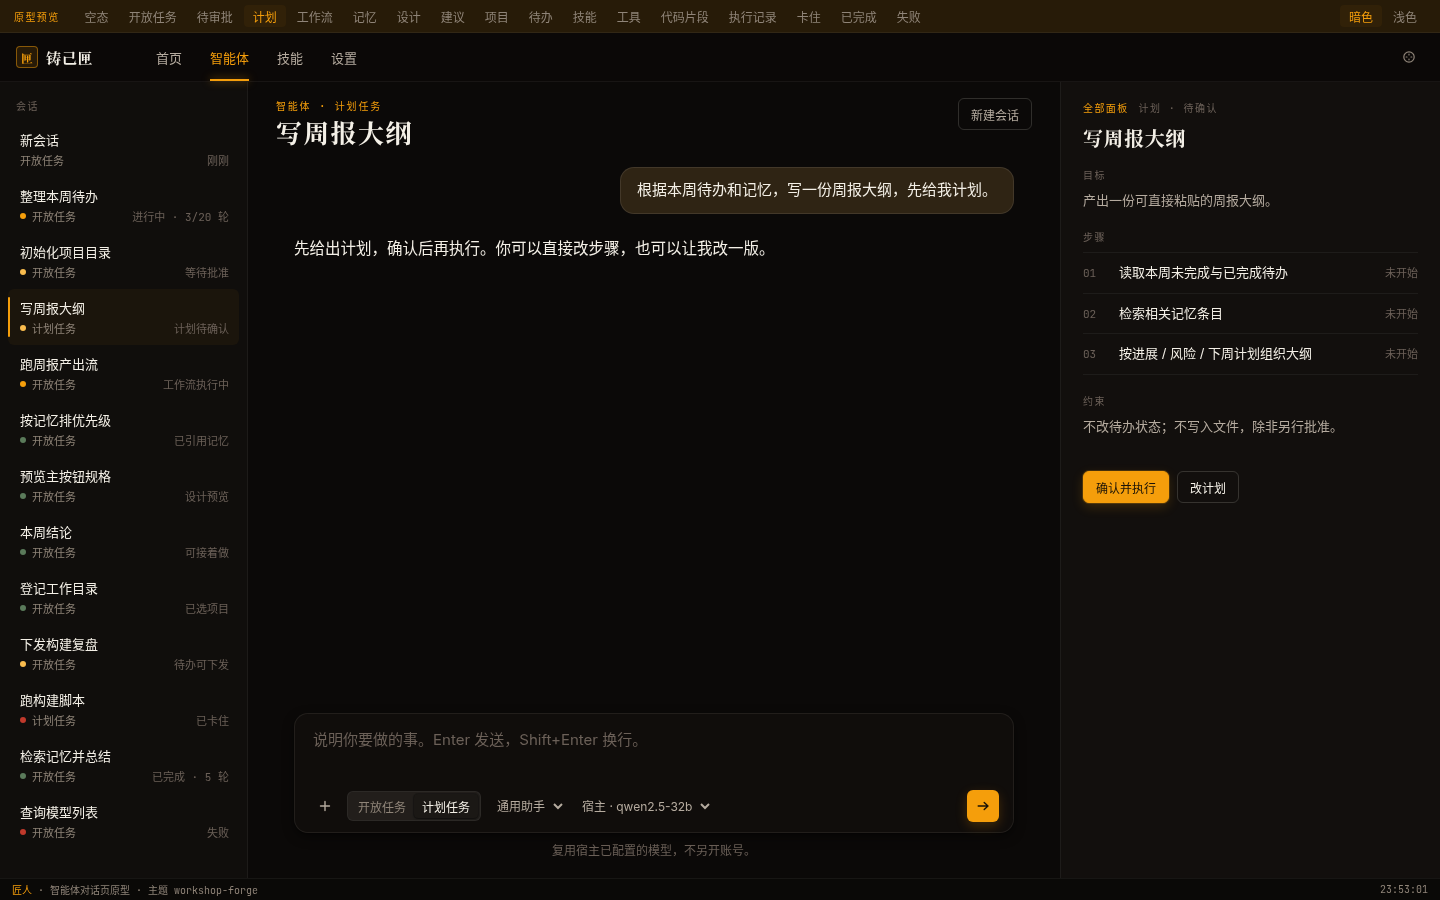 原型预览 空态 开放任务 待审批 计划 工作流 记忆 设计 建议 项目 待办 技能 工具 代码片段 执行记录 卡住 已完成 失败 暗色 浅色
匠 铸己匣 首页 智能体 技能 设置
会话
新会话
开放任务 刚刚
整理本周待办
开放任务 进行中 · 3/20 轮
初始化项目目录
开放任务 等待批准
写周报大纲
计划任务 计划待确认
跑周报产出流
开放任务 工作流执行中
按记忆排优先级
开放任务 已引用记忆
预览主按钮规格
开放任务 设计预览
本周结论
开放任务 可接着做
登记工作目录
开放任务 已选项目
下发构建复盘
开放任务 待办可下发
跑构建脚本
计划任务 已卡住
检索记忆并总结
开放任务 已完成 · 5 轮
查询模型列表
开放任务 失败
智能体 · 计划任务
写周报大纲
新建会话
根据本周待办和记忆，写一份周报大纲，先给我计划。
先给出计划，确认后再执行。你可以直接改步骤，也可以让我改一版。
说明你要做的事。Enter 发送，Shift+Enter 换行。
+ 开放任务 计划任务 通用助手 宿主 · qwen2.5-32b →
复用宿主已配置的模型，不另开账号。
全部面板 计划 · 待确认
写周报大纲
目标
产出一份可直接粘贴的周报大纲。
步骤
01 读取本周未完成与已完成待办 未开始
02 检索相关记忆条目 未开始
03 按进展 / 风险 / 下周计划组织大纲 未开始
约束
不改待办状态；不写入文件，除非另行批准。
确认并执行 改计划
匠人 · 智能体对话页原型 · 主题 workshop-forge 23:53:01